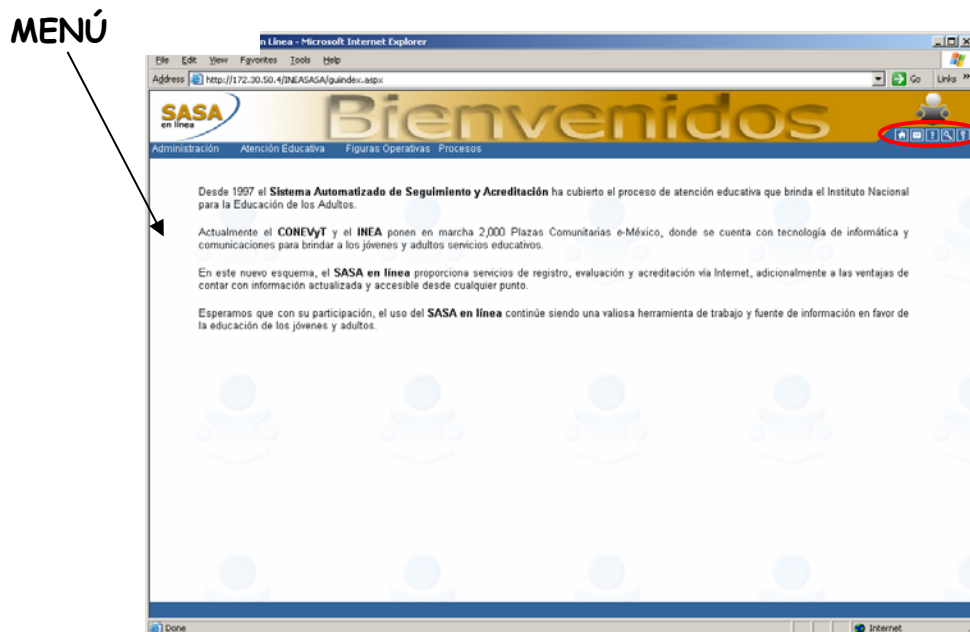 MENÚ
n Linea - Microsoft Internet Explorer
File Edit View Favorites Tools Help
Address http://172.30.50.4/INEASASA/guindex.aspx Go Links »
SASA
en línea
Bienvenidos
Administración Atención Educativa Figuras Operativas Procesos
Desde 1997 el Sistema Automatizado de Seguimiento y Acreditación ha cubierto el proceso de atención educativa que brinda el Instituto Nacional
para la Educación de los Adultos.
Actualmente el CONEVyT y el INEA ponen en marcha 2,000 Plazas Comunitarias e-México, donde se cuenta con tecnología de informática y
comunicaciones para brindar a los jóvenes y adultos servicios educativos.
En este nuevo esquema, el SASA en línea proporciona servicios de registro, evaluación y acreditación vía Internet, adicionalmente a las ventajas de
contar con información actualizada y accesible desde cualquier punto.
Esperamos que con su participación, el uso del SASA en línea continúe siendo una valiosa herramienta de trabajo y fuente de información en favor de
la educación de los jóvenes y adultos.
Done Internet